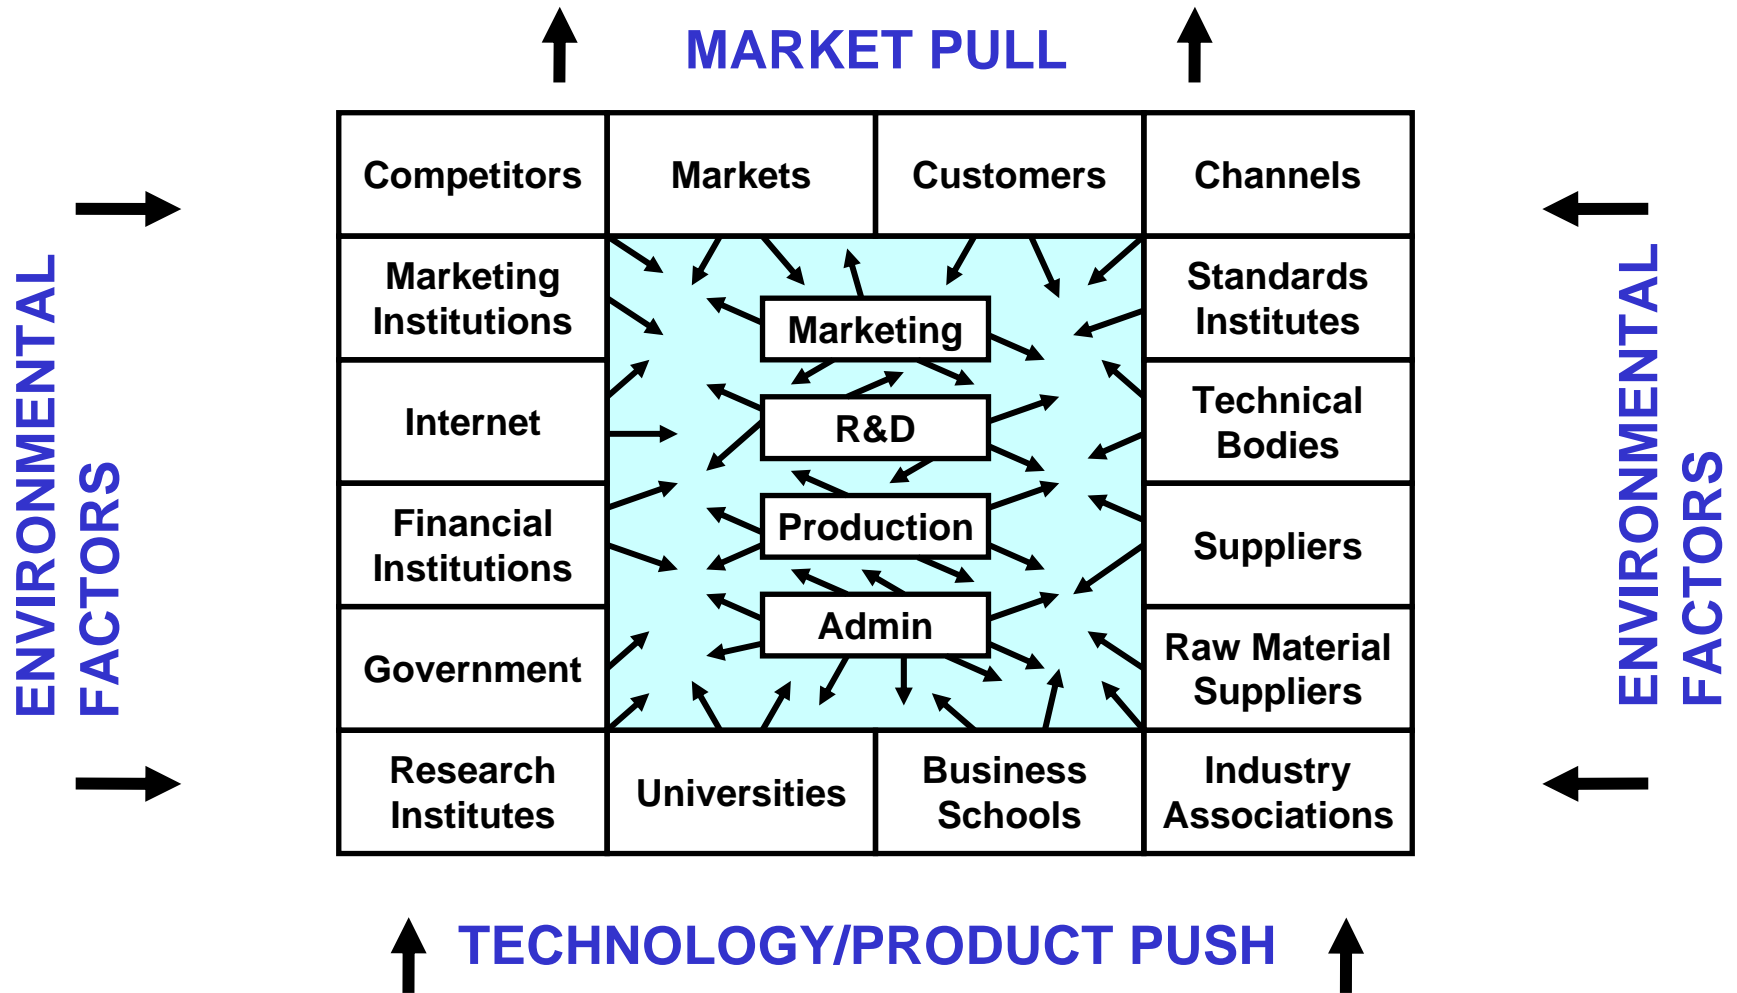 MARKET PULL
Competitors
Markets
Customers
Channels
Marketing
Institutions
Standards
Institutes
Marketing
Internet
Technical
Bodies
R&D
Financial
Institutions
Production
Suppliers
Government
Admin
Raw Material
Suppliers
Research
Institutes
Universities
Business
Schools
Industry
Associations
ENVIRONMENTAL
FACTORS
ENVIRONMENTAL
FACTORS
TECHNOLOGY/PRODUCT PUSH